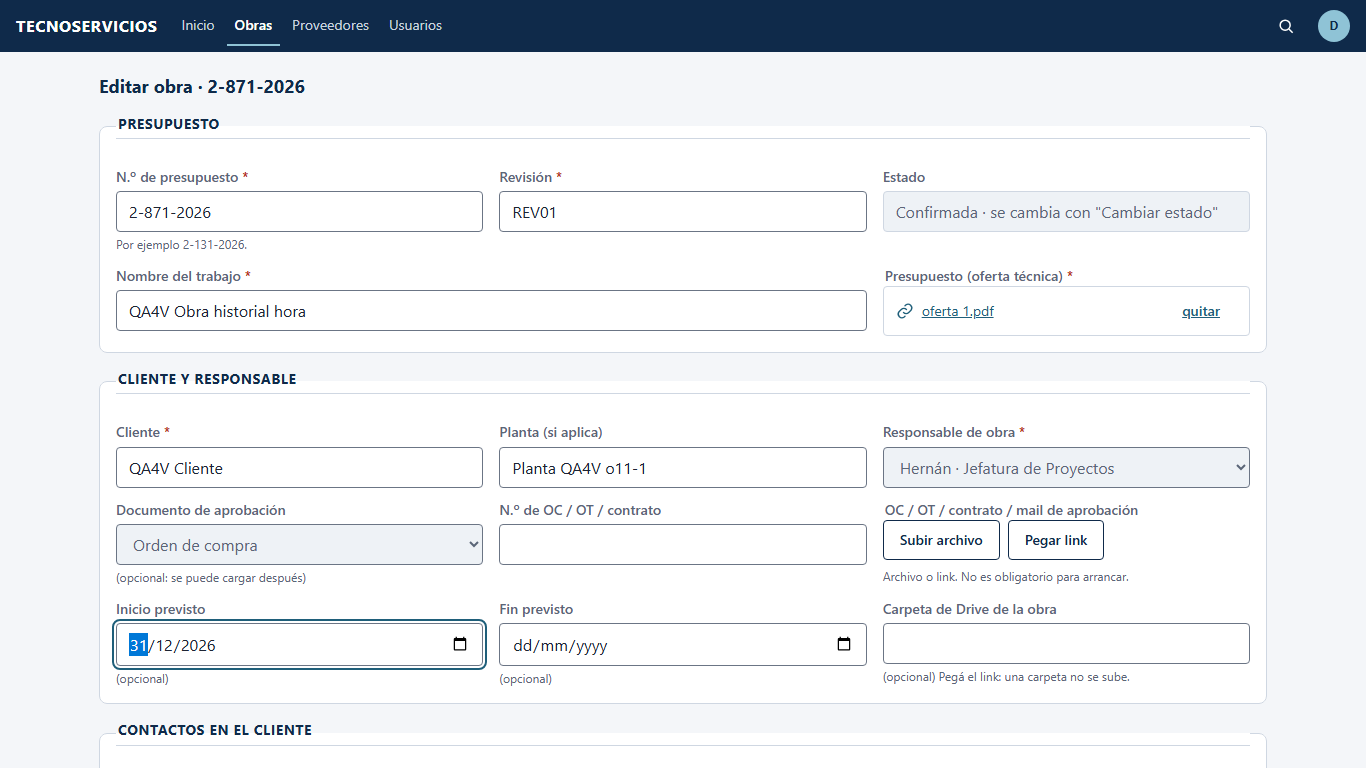 TECNOSERVICIOS Inicio Obras Proveedores Usuarios D
Editar obra · 2-871-2026
PRESUPUESTO
N.º de presupuesto * Revisión * Estado
2-871-2026 REV01 Confirmada · se cambia con "Cambiar estado"
Por ejemplo 2-131-2026.
Nombre del trabajo * Presupuesto (oferta técnica) *
QA4V Obra historial hora oferta 1.pdf quitar
CLIENTE Y RESPONSABLE
Cliente * Planta (si aplica) Responsable de obra *
QA4V Cliente Planta QA4V o11-1 Hernán · Jefatura de Proyectos
Documento de aprobación N.º de OC / OT / contrato OC / OT / contrato / mail de aprobación
Orden de compra Subir archivo Pegar link
(opcional: se puede cargar después) Archivo o link. No es obligatorio para arrancar.
Inicio previsto Fin previsto Carpeta de Drive de la obra
31/12/2026 dd/mm/yyyy
(opcional) (opcional) (opcional) Pegá el link: una carpeta no se sube.
CONTACTOS EN EL CLIENTE